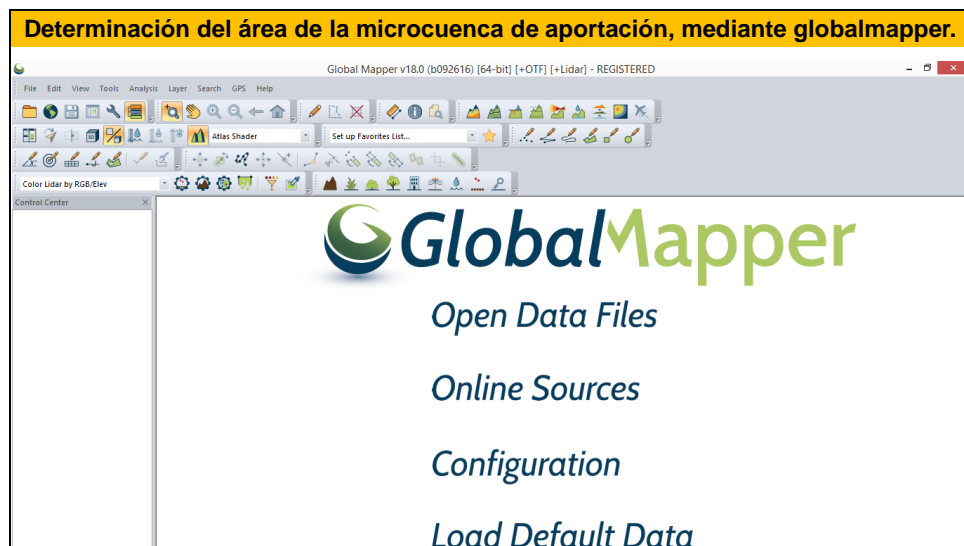 Determinación del área de la microcuenca de aportación, mediante globalmapper.
Global Mapper v18.0 (b092616) [64-bit] [+OTF] [+Lidar] - REGISTERED
File Edit View Tools Analysis Layer Search GPS Help
Atlas Shader Set up Favorites List...
Color Lidar by RGB/Elev
Control Center
GlobalMapper
Open Data Files
Online Sources
Configuration
Load Default Data